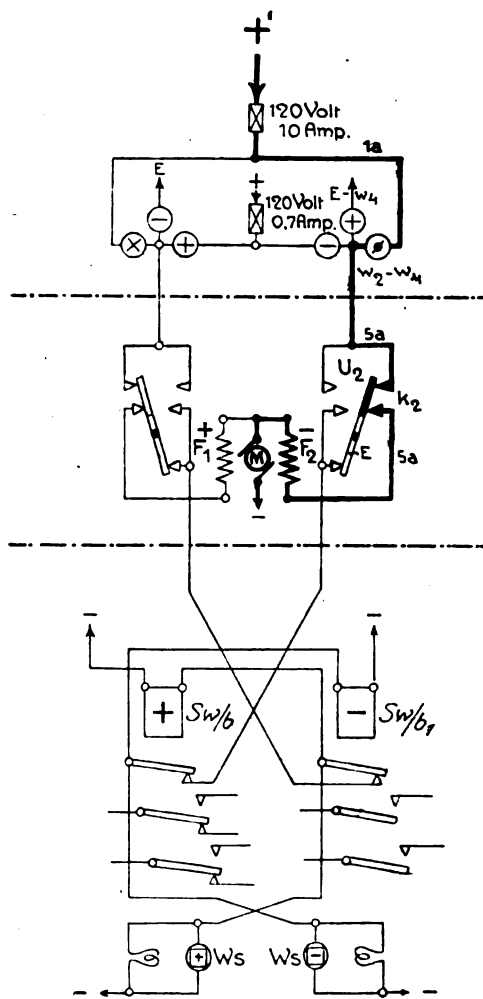 +'
120 Volt
10 Amp.
1a
E
+
120 Volt
0,7 Amp.
E-w4
−
+
×
+
−
w2-w4
5a
U2
K2
+
F1
M
−
F2
E
5a
−
−
−
+
Sw/b
−
Sw/b1
+
Ws
Ws
−
−
−